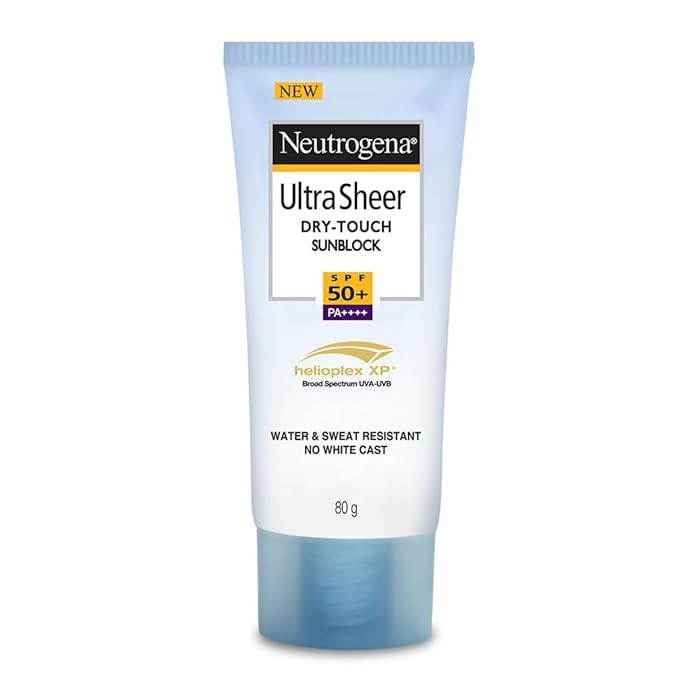 NEW
Neutrogena®
Ultra Sheer
DRY-TOUCH
SUNBLOCK
SPF
50+
PA++++
helioplex XP®
Broad Spectrum UVA-UVB
WATER & SWEAT RESISTANT
NO WHITE CAST
80 g